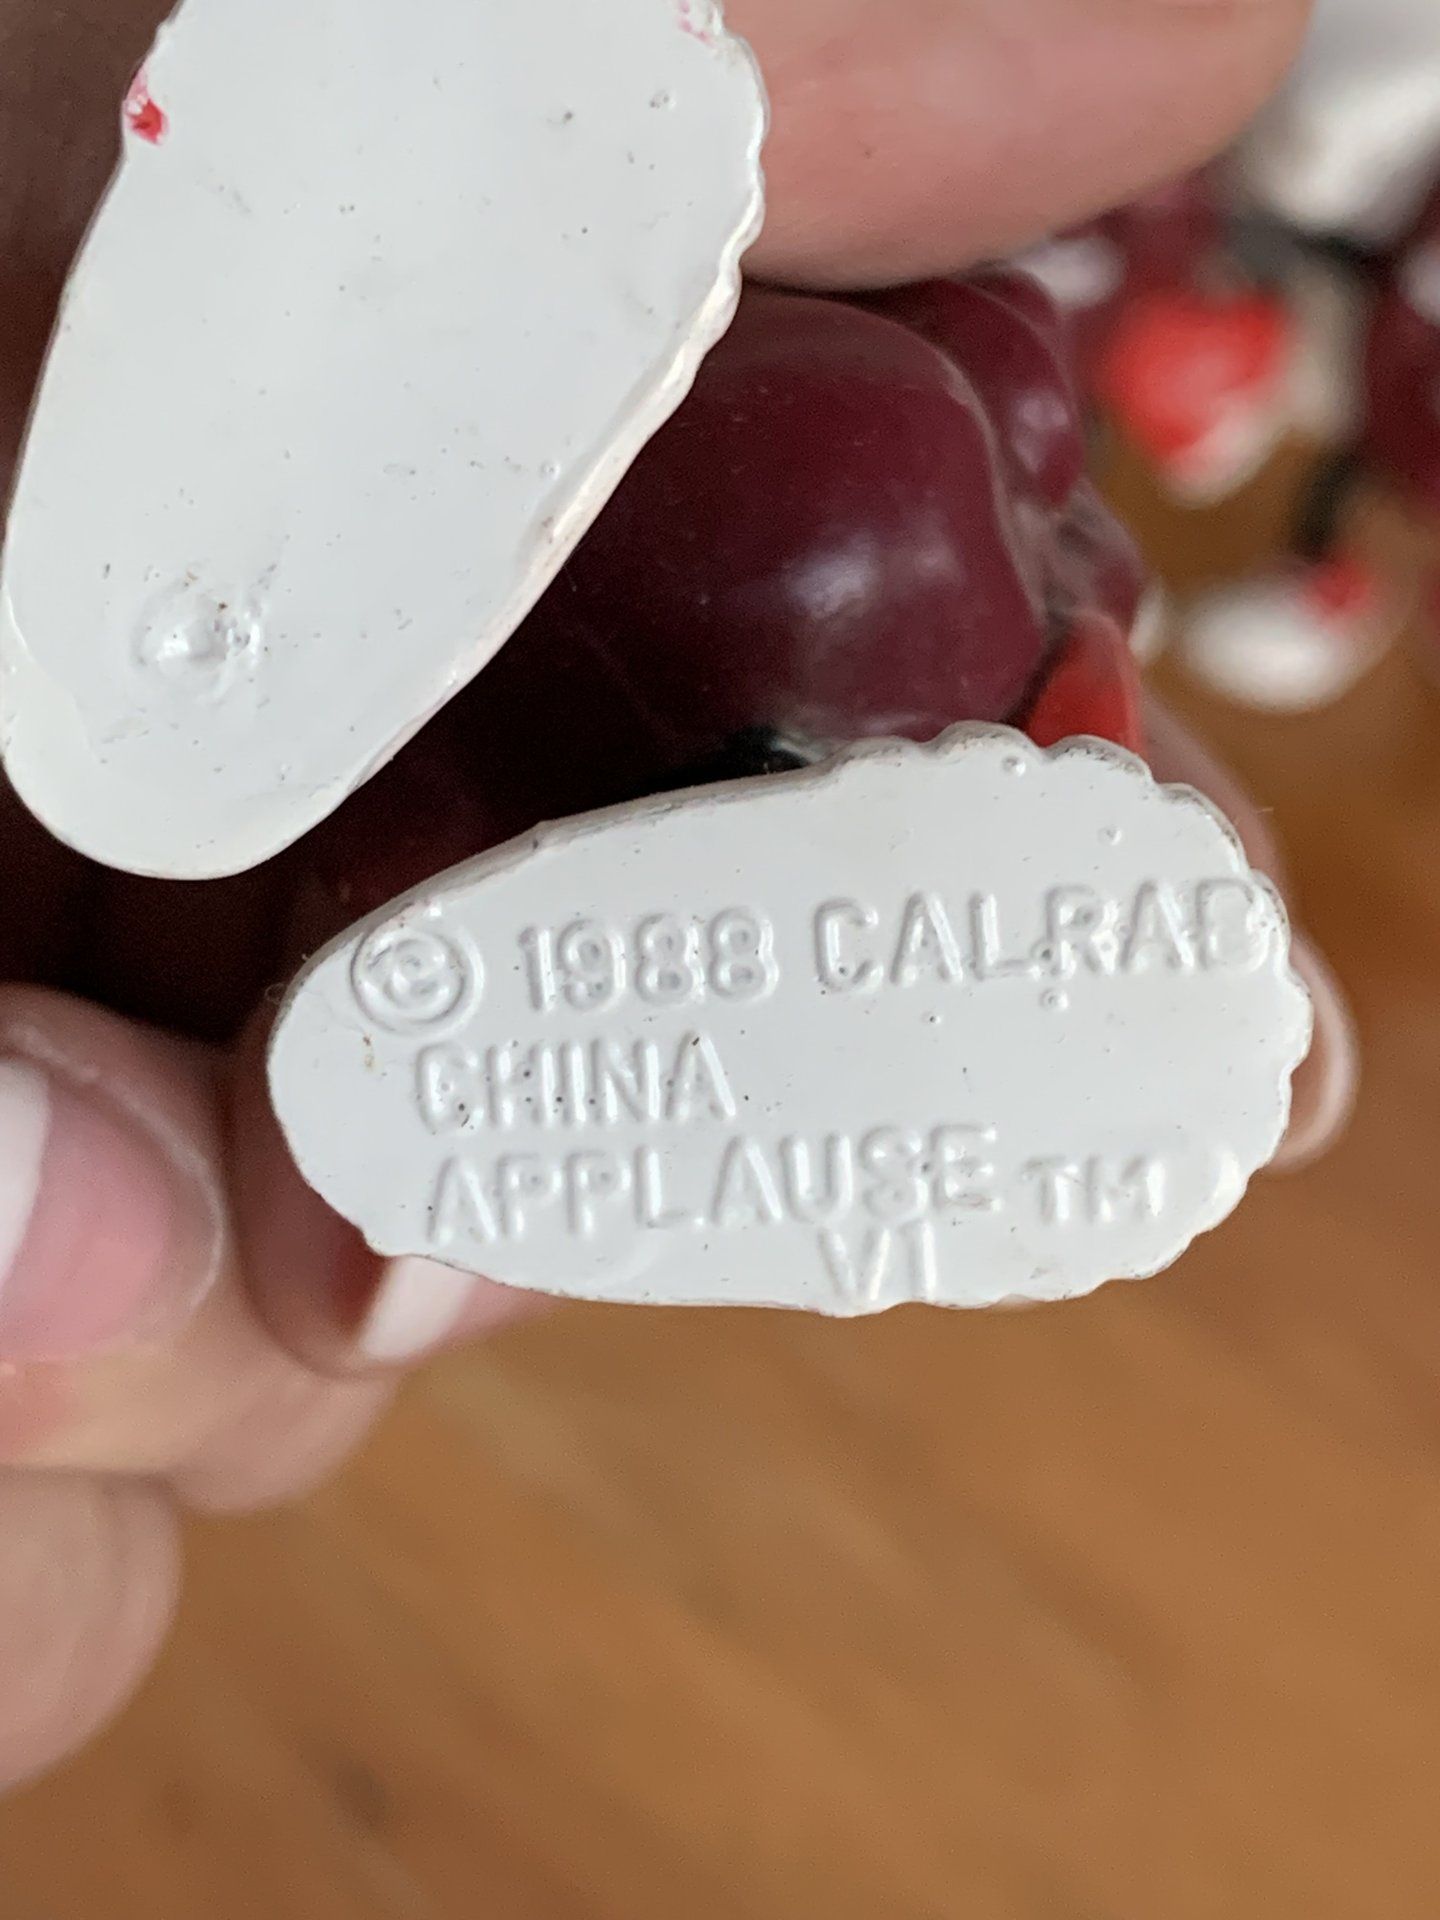 © 1988 CALRAB
CHINA
APPLAUSE TM
VI